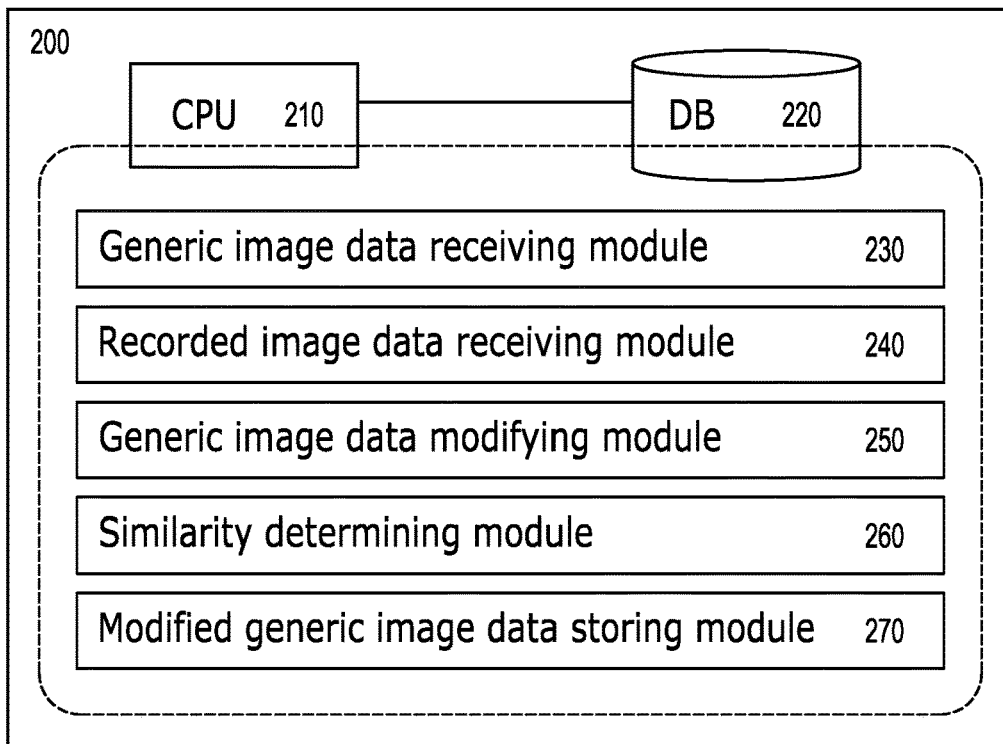 200
CPU 210
DB 220
Generic image data receiving module 230
Recorded image data receiving module 240
Generic image data modifying module 250
Similarity determining module 260
Modified generic image data storing module 270